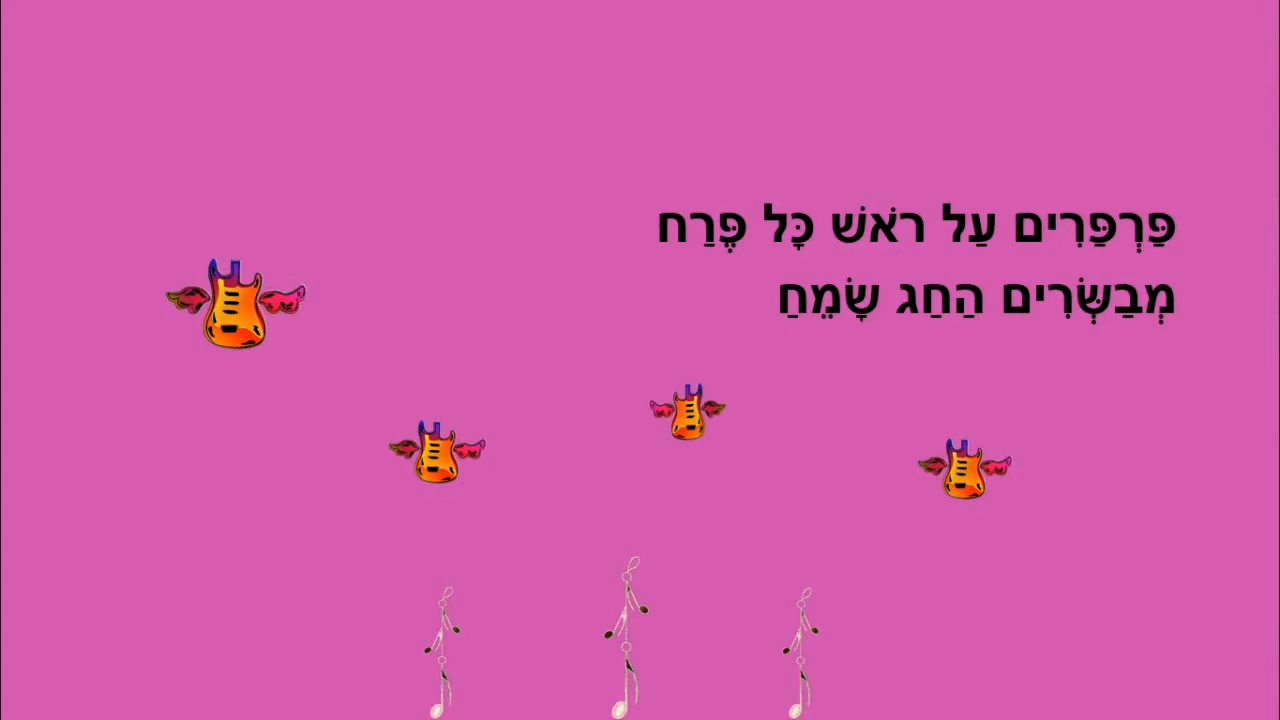 פַּרְפַּרִים עַל רֹאשׁ כָּל פֶּרַח
מְבַשְּׂרִים הַחַג שָׂמֵחַ